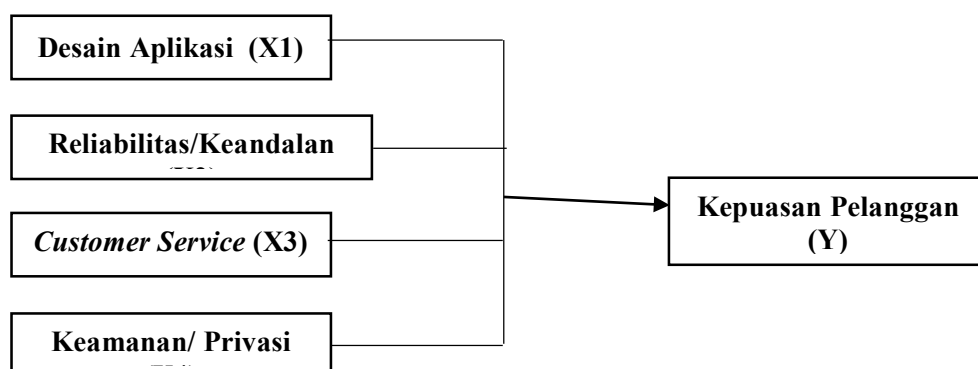 Desain Aplikasi (X1)
Reliabilitas/Keandalan
Customer Service (X3)
Kepuasan Pelanggan
(Y)
Keamanan/ Privasi